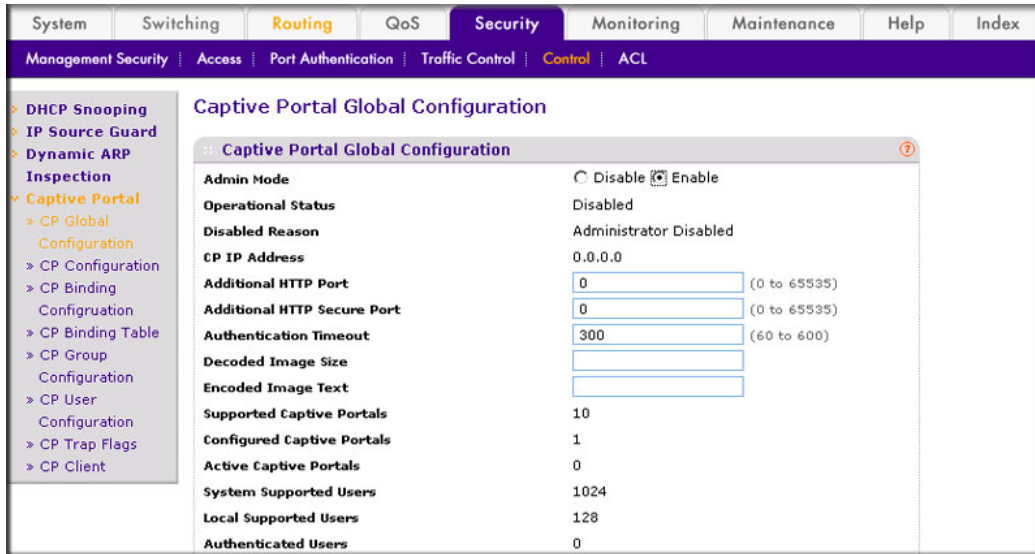 System Switching Routing QoS Security Monitoring Maintenance Help Index
Management Security Access Port Authentication Traffic Control Control ACL
DHCP Snooping
IP Source Guard
Dynamic ARP
Inspection
Captive Portal
» CP Global
Configuration
» CP Configuration
» CP Binding
Configruation
» CP Binding Table
» CP Group
Configuration
» CP User
Configuration
» CP Trap Flags
» CP Client
Captive Portal Global Configuration
Captive Portal Global Configuration ?
Admin Mode Disable Enable
Operational Status Disabled
Disabled Reason Administrator Disabled
CP IP Address 0.0.0.0
Additional HTTP Port 0 (0 to 65535)
Additional HTTP Secure Port 0 (0 to 65535)
Authentication Timeout 300 (60 to 600)
Decoded Image Size
Encoded Image Text
Supported Captive Portals 10
Configured Captive Portals 1
Active Captive Portals 0
System Supported Users 1024
Local Supported Users 128
Authenticated Users 0